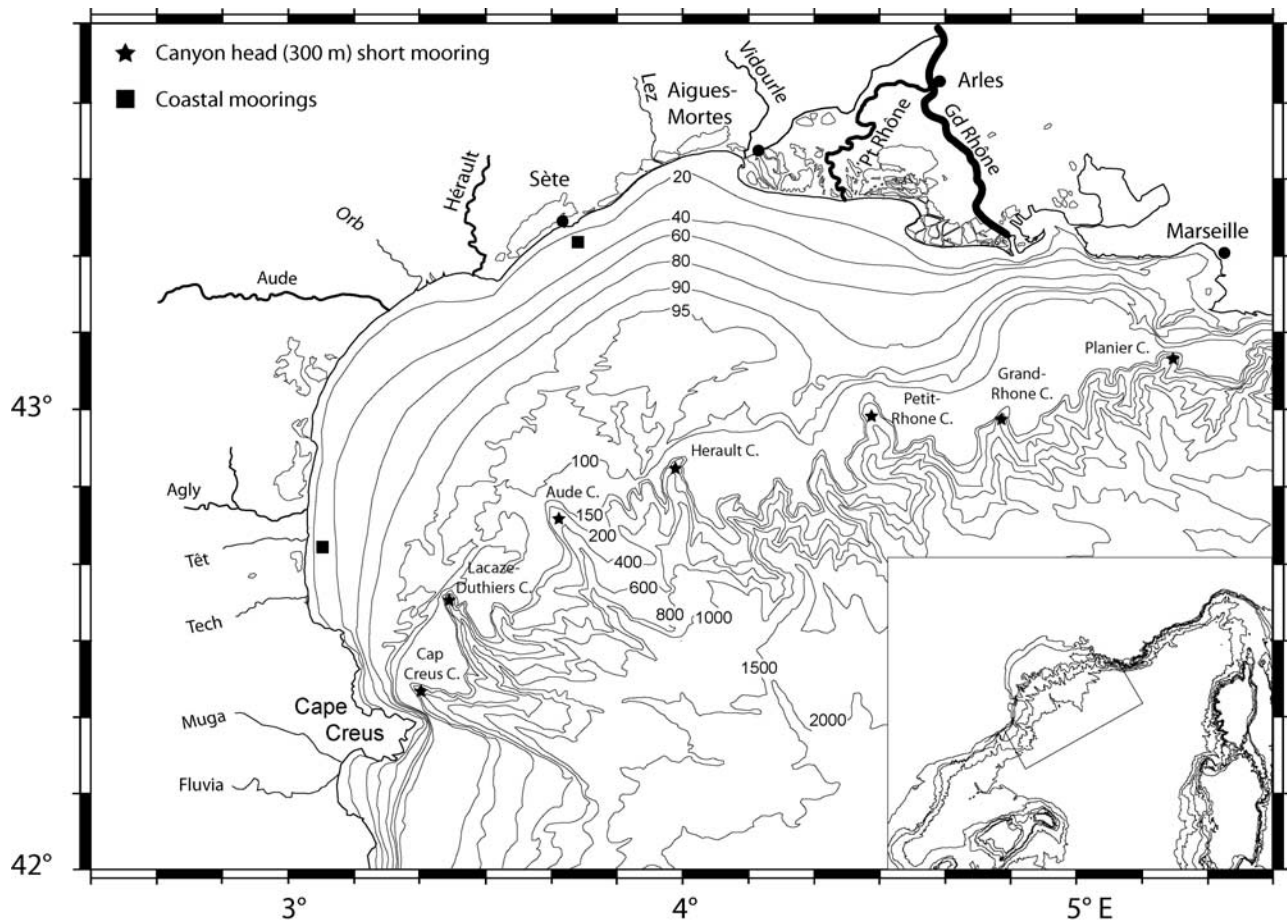 Canyon head (300 m) short mooring
Coastal moorings
Vidourle
Lez
Aigues-
Mortes
Arles
Pt Rhône
Gd Rhône
Hérault
Sète
Orb
Aude
Marseille
20
40
60
80
90
95
Planier C.
Grand-
Rhone C.
Petit-
Rhone C.
43°
Herault C.
100
Aude C.
150
200
400
600
800
1000
1500
2000
Agly
Têt
Tech
Lacaze-
Duthiers C.
Cap
Creus C.
Cape
Creus
Muga
Fluvia
42°
3°
4°
5° E